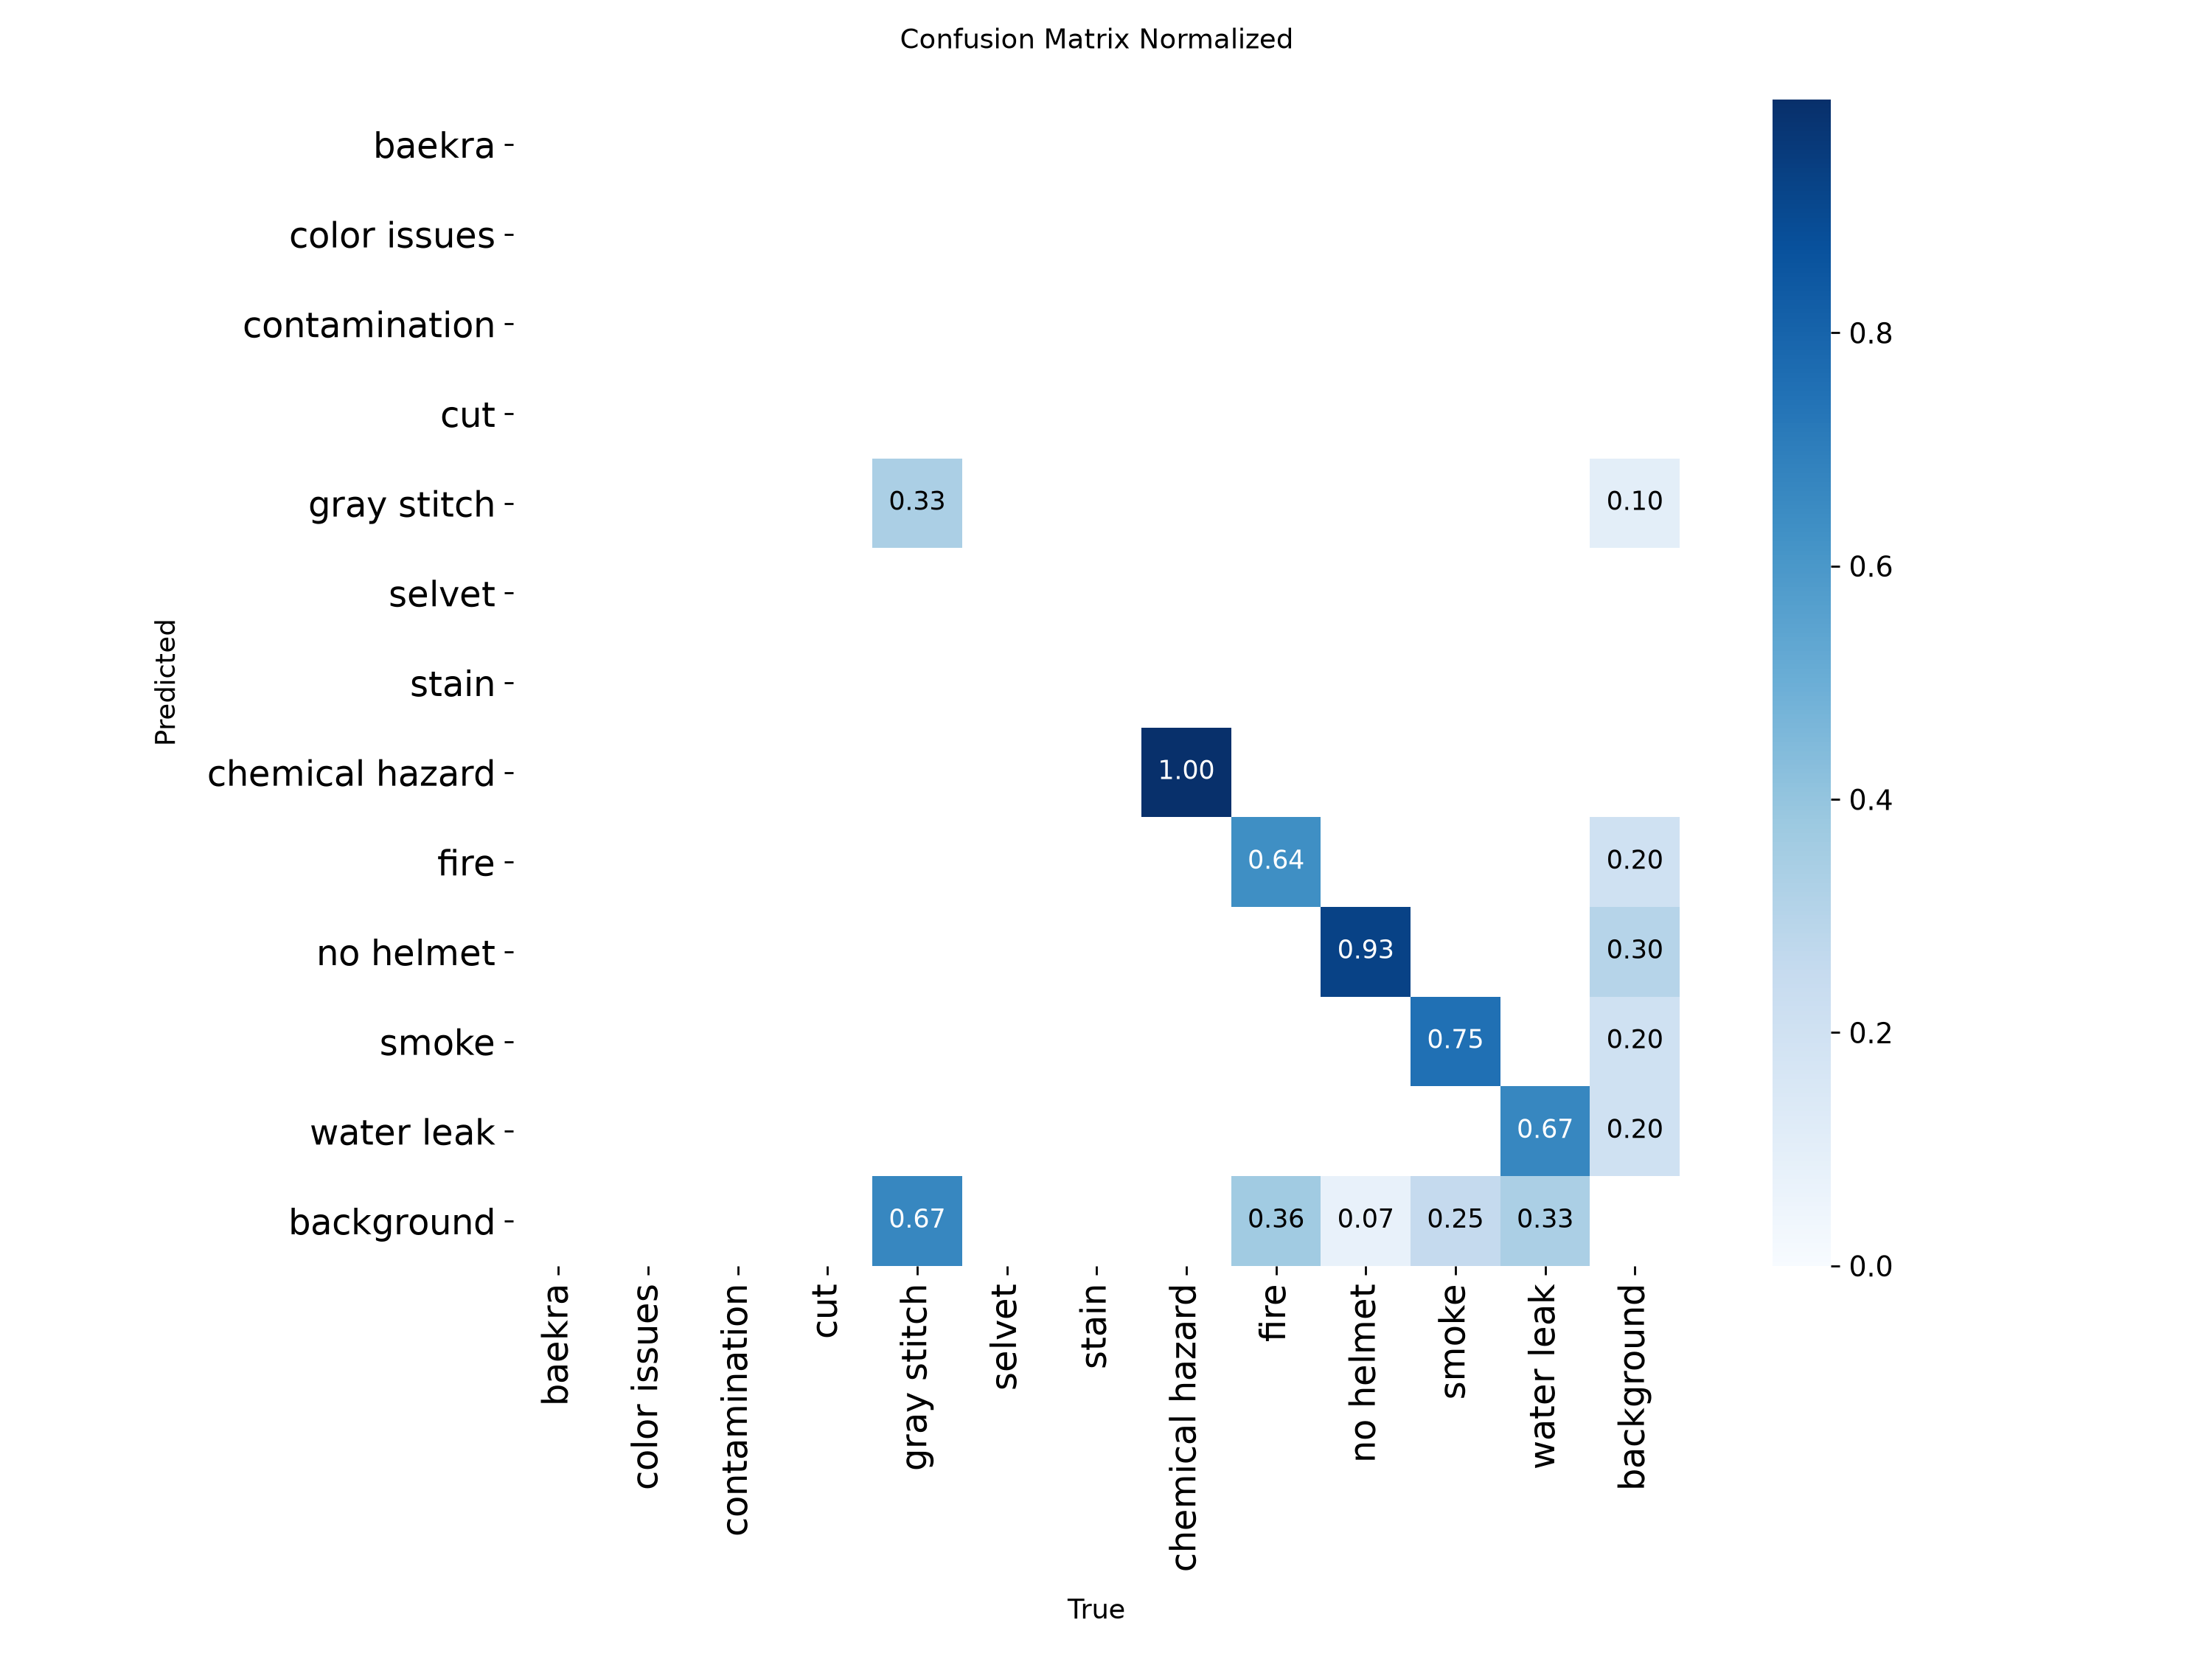 Confusion Matrix Normalized
baekra
color issues
contamination
cut
gray stitch 0.33 0.10
selvet
stain
chemical hazard 1.00
fire 0.64 0.20
no helmet 0.93 0.30
smoke 0.75 0.20
water leak 0.67 0.20
background 0.67 0.36 0.07 0.25 0.33
Predicted
baekra
color issues
contamination
cut
gray stitch
selvet
stain
chemical hazard
fire
no helmet
smoke
water leak
background
True
0.8
0.6
0.4
0.2
0.0